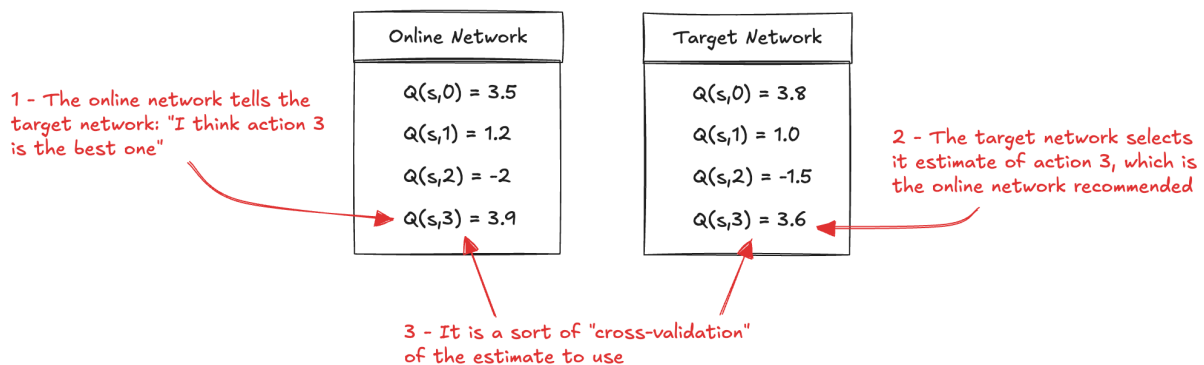 Online Network
Target Network
1 - The online network tells the
target network: "I think action 3
is the best one"
Q(s,0) = 3.5
Q(s,1) = 1.2
Q(s,2) = -2
Q(s,3) = 3.9
Q(s,0) = 3.8
Q(s,1) = 1.0
Q(s,2) = -1.5
Q(s,3) = 3.6
2 - The target network selects
it estimate of action 3, which is
the online network recommended
3 - It is a sort of "cross-validation"
of the estimate to use